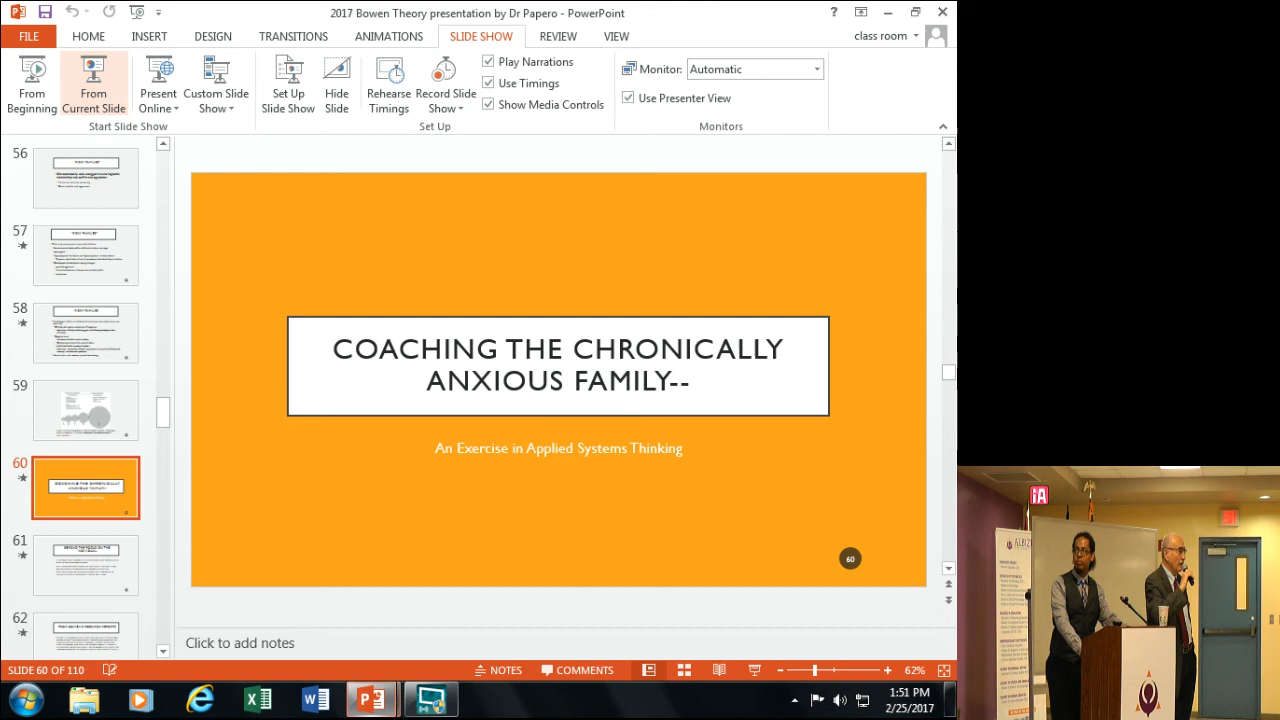 2017 Bowen Theory presentation by Dr Papero - PowerPoint
?
FILE
HOME
INSERT
DESIGN
TRANSITIONS
ANIMATIONS
SLIDE SHOW
REVIEW
VIEW
class room
From Beginning
From Current Slide
Present Online
Custom Slide Show
Set Up Slide Show
Hide Slide
Rehearse Timings
Record Slide Show
Play Narrations
Use Timings
Show Media Controls
Monitor: Automatic
Use Presenter View
Start Slide Show
Set Up
Monitors
56
57
58
59
60
61
62
COACHING THE CHRONICALLY
ANXIOUS FAMILY--
An Exercise in Applied Systems Thinking
60
Click to add notes
SLIDE 60 OF 110
NOTES
COMMENTS
62%
1:51 PM
2/25/2017
iA
ALBIZ